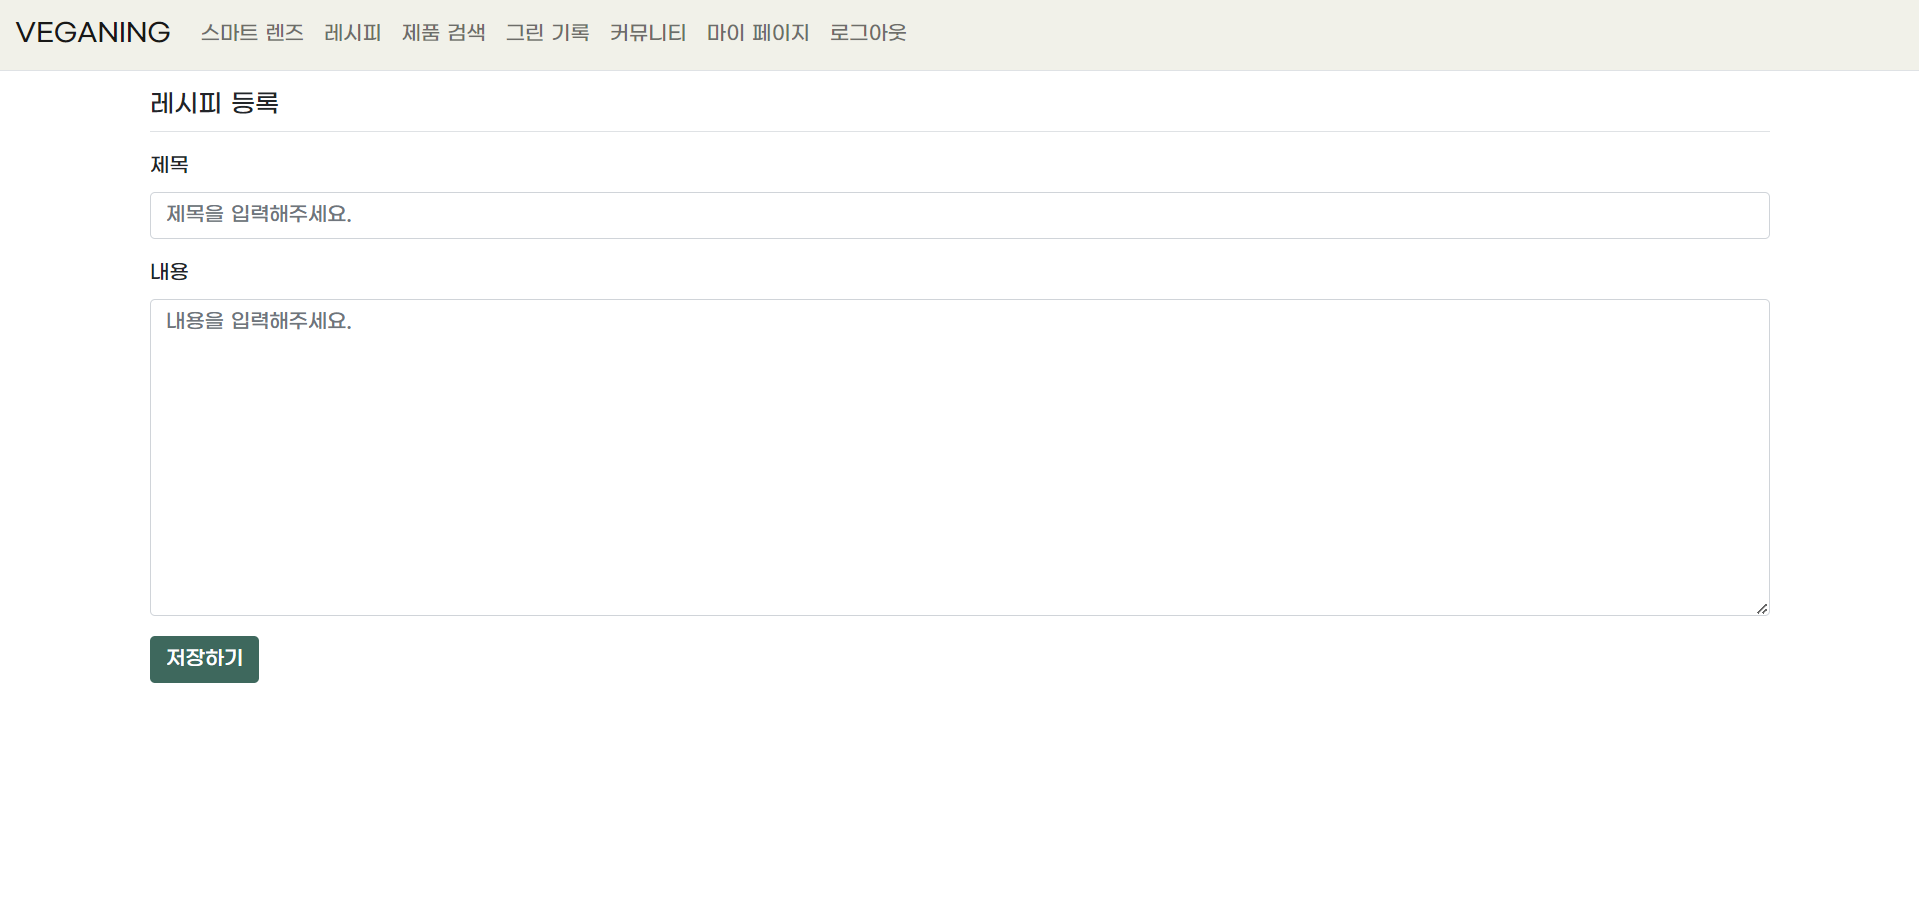 VEGANING 스마트 렌즈 레시피 제품 검색 그린 기록 커뮤니티 마이 페이지 로그아웃
레시피 등록
제목
제목을 입력해주세요.
내용
내용을 입력해주세요.
저장하기